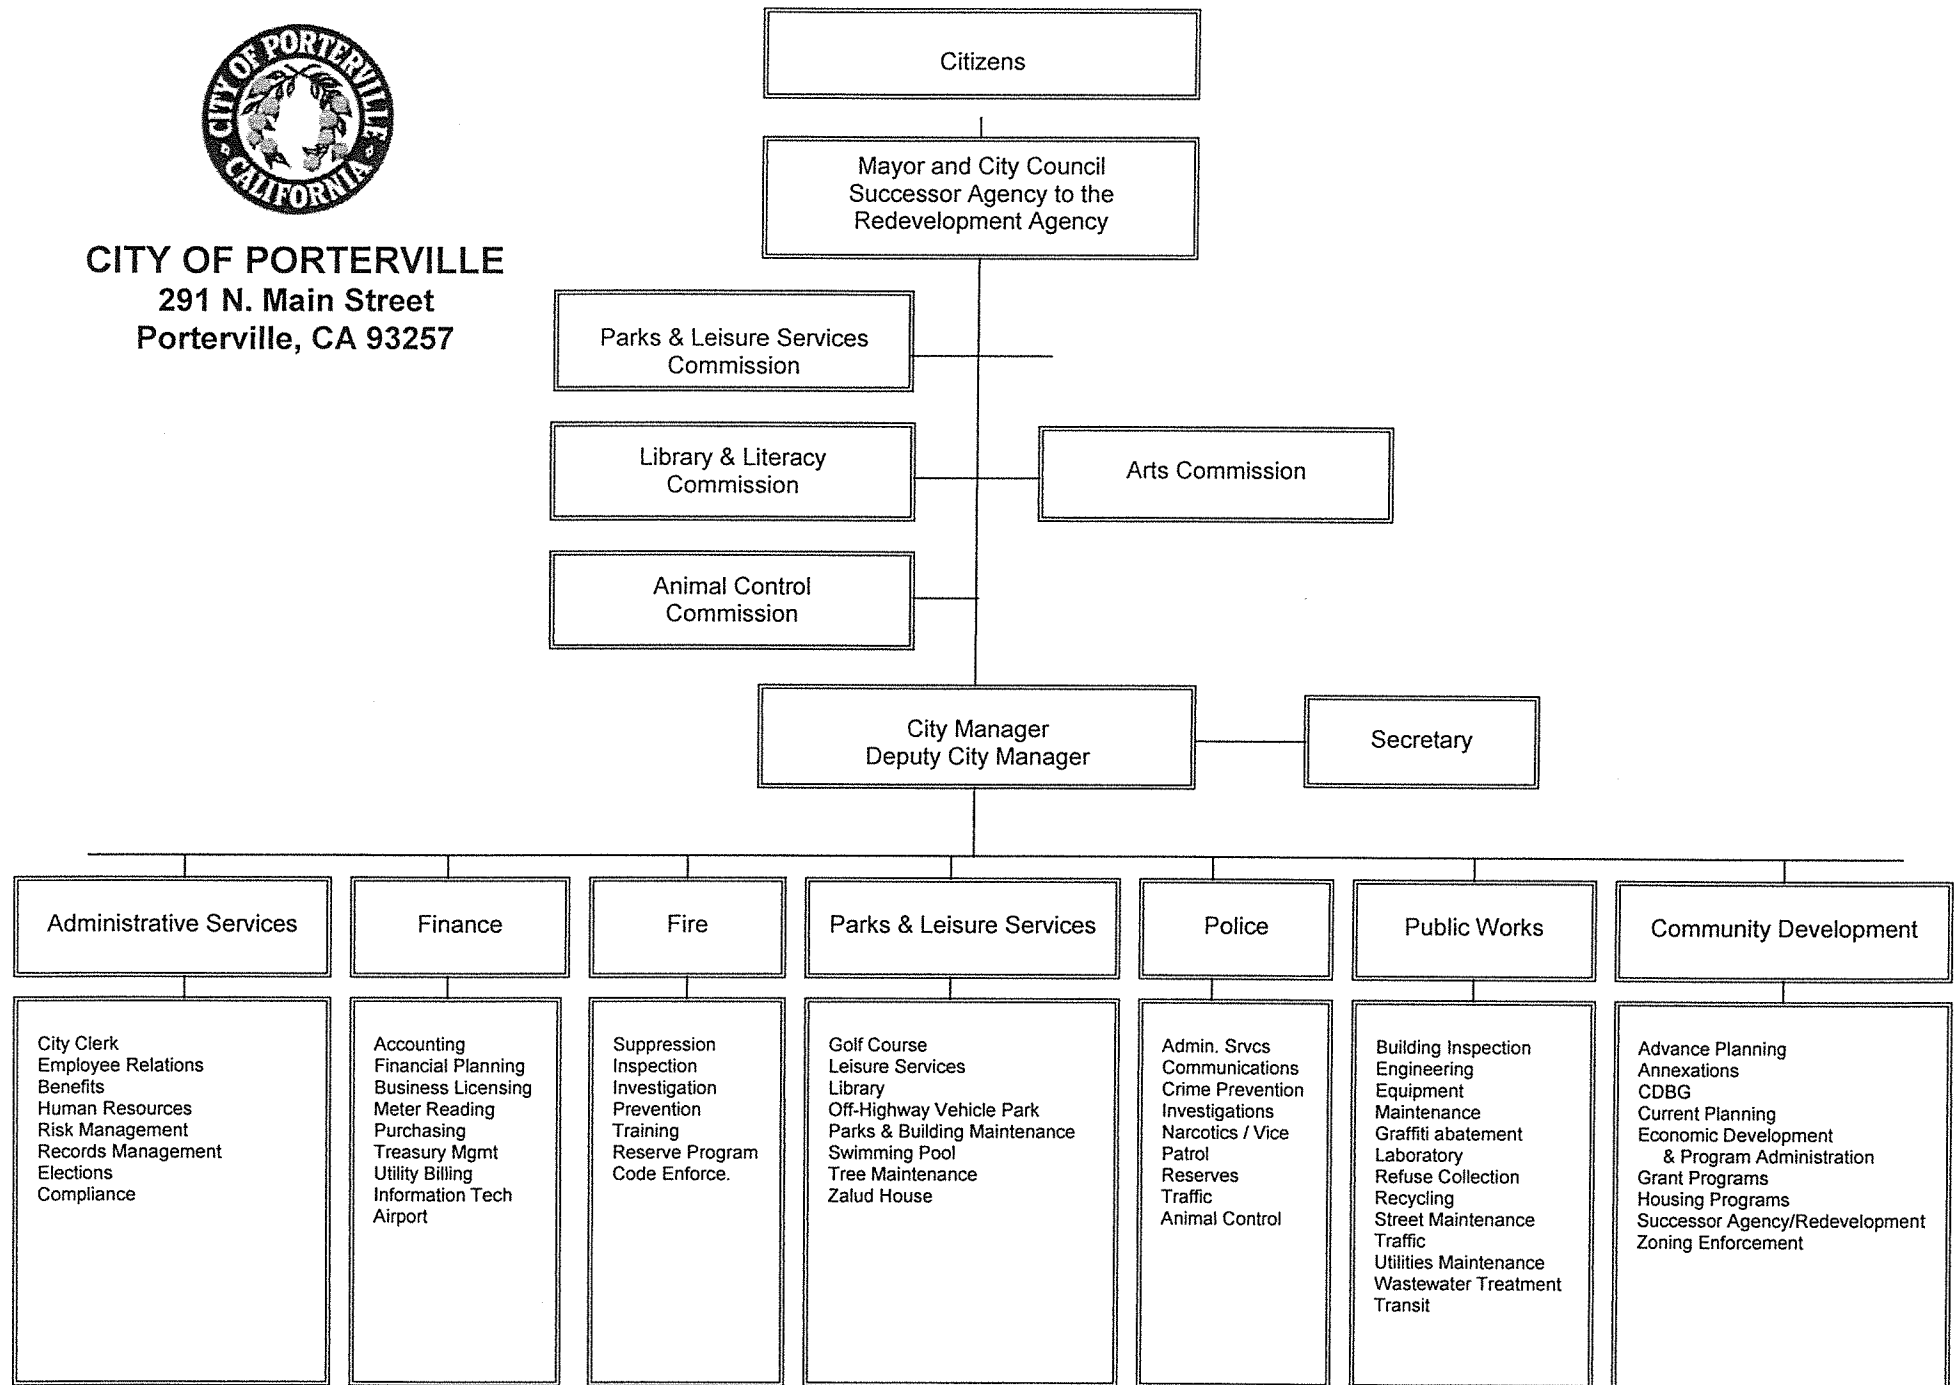 CITY OF PORTERVILLE
CALIFORNIA
CITY OF PORTERVILLE
291 N. Main Street
Porterville, CA 93257
Citizens
Mayor and City Council
Successor Agency to the
Redevelopment Agency
Parks & Leisure Services
Commission
Library & Literacy
Commission
Arts Commission
Animal Control
Commission
City Manager
Deputy City Manager
Secretary
Administrative Services
City Clerk
Employee Relations
Benefits
Human Resources
Risk Management
Records Management
Elections
Compliance
Finance
Accounting
Financial Planning
Business Licensing
Meter Reading
Purchasing
Treasury Mgmt
Utility Billing
Information Tech
Airport
Fire
Suppression
Inspection
Investigation
Prevention
Training
Reserve Program
Code Enforce.
Parks & Leisure Services
Golf Course
Leisure Services
Library
Off-Highway Vehicle Park
Parks & Building Maintenance
Swimming Pool
Tree Maintenance
Zalud House
Police
Admin. Srvcs
Communications
Crime Prevention
Investigations
Narcotics / Vice
Patrol
Reserves
Traffic
Animal Control
Public Works
Building Inspection
Engineering
Equipment
Maintenance
Graffiti abatement
Laboratory
Refuse Collection
Recycling
Street Maintenance
Traffic
Utilities Maintenance
Wastewater Treatment
Transit
Community Development
Advance Planning
Annexations
CDBG
Current Planning
Economic Development
& Program Administration
Grant Programs
Housing Programs
Successor Agency/Redevelopment
Zoning Enforcement